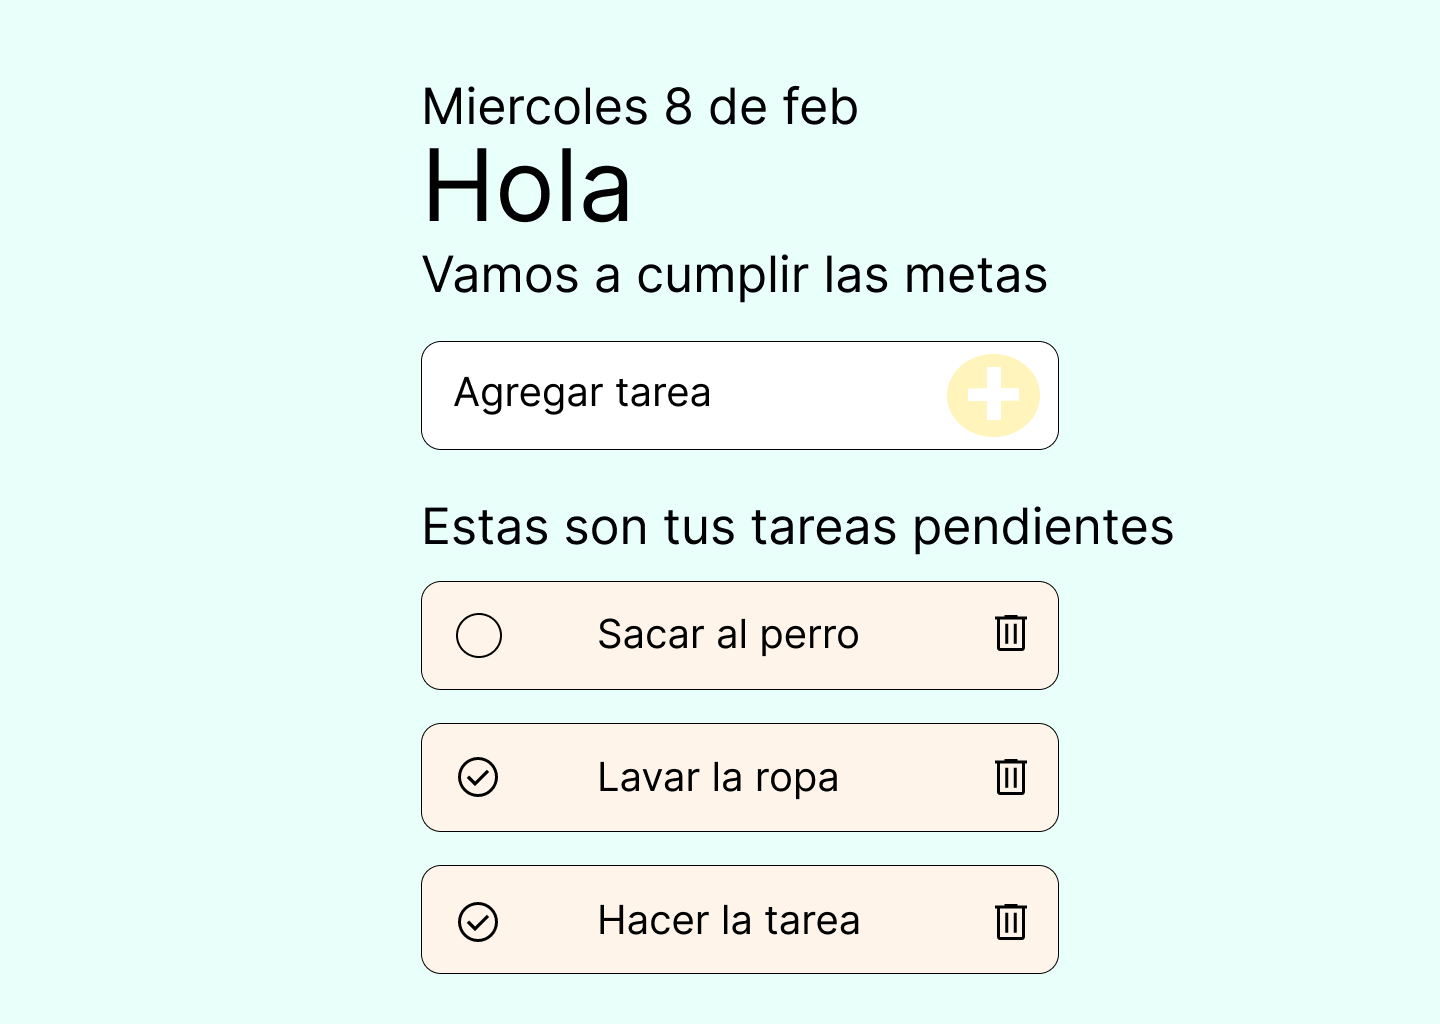 Miercoles 8 de feb
Hola
Vamos a cumplir las metas
Agregar tarea
Estas son tus tareas pendientes
Sacar al perro
Lavar la ropa
Hacer la tarea